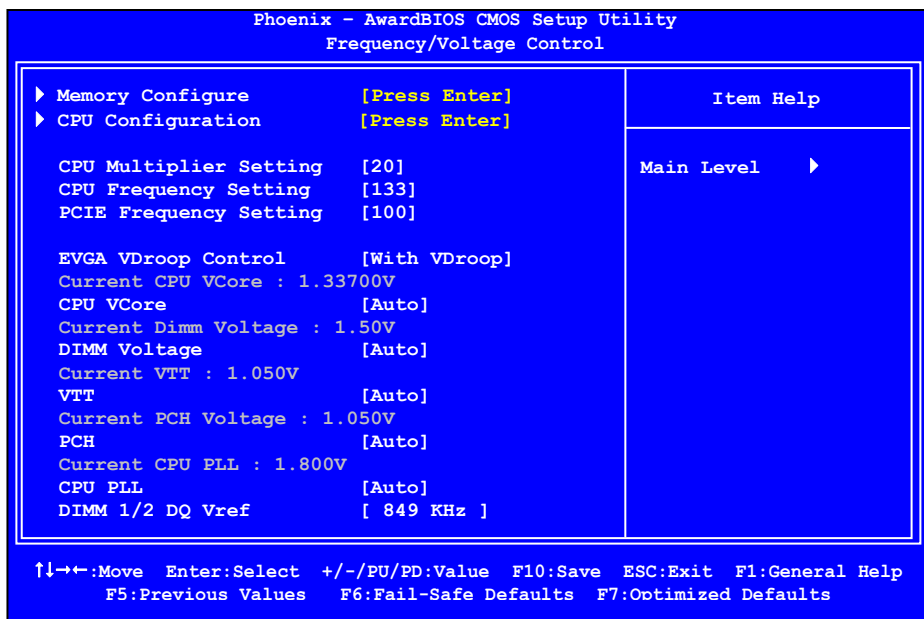 Phoenix – AwardBIOS CMOS Setup Utility
Frequency/Voltage Control
Memory Configure [Press Enter]
CPU Configuration [Press Enter]
Item Help
CPU Multiplier Setting [20]
Main Level
CPU Frequency Setting [133]
PCIE Frequency Setting [100]
EVGA VDroop Control [With VDroop]
Current CPU VCore : 1.33700V
CPU VCore [Auto]
Current Dimm Voltage : 1.50V
DIMM Voltage [Auto]
Current VTT : 1.050V
VTT [Auto]
Current PCH Voltage : 1.050V
PCH [Auto]
Current CPU PLL : 1.800V
CPU PLL [Auto]
DIMM 1/2 DQ Vref [ 849 KHz ]
↑↓→←:Move Enter:Select +/-/PU/PD:Value F10:Save ESC:Exit F1:General Help
F5:Previous Values F6:Fail-Safe Defaults F7:Optimized Defaults